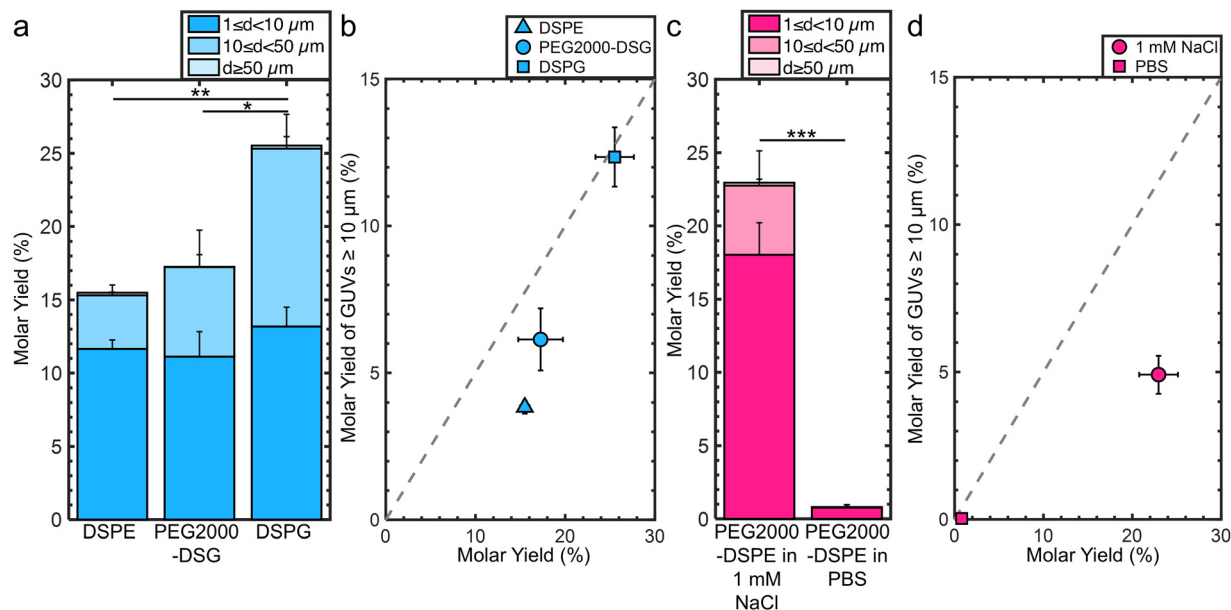 a
1≤d<10 µm
10≤d<50 µm
d≥50 µm
Molar Yield (%)
30
25
20
15
10
5
0
**
*
DSPE
PEG2000
-DSG
DSPG
b
DSPE
PEG2000-DSG
DSPG
Molar Yield of GUVs ≥ 10 µm (%)
15
10
5
0
0
10
20
30
Molar Yield (%)
c
1≤d<10 µm
10≤d<50 µm
d≥50 µm
Molar Yield (%)
30
25
20
15
10
5
0
***
PEG2000
-DSPE in
1 mM
NaCl
PEG2000
-DSPE in
PBS
d
1 mM NaCl
PBS
Molar Yield of GUVs ≥ 10 µm (%)
15
10
5
0
0
10
20
30
Molar Yield (%)